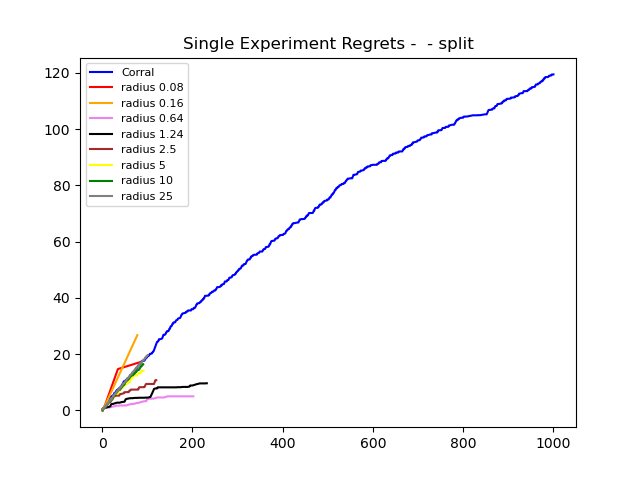 Single Experiment Regrets -  - split
Corral
radius 0.08
radius 0.16
radius 0.64
radius 1.24
radius 2.5
radius 5
radius 10
radius 25
120
100
80
60
40
20
0
0 200 400 600 800 1000